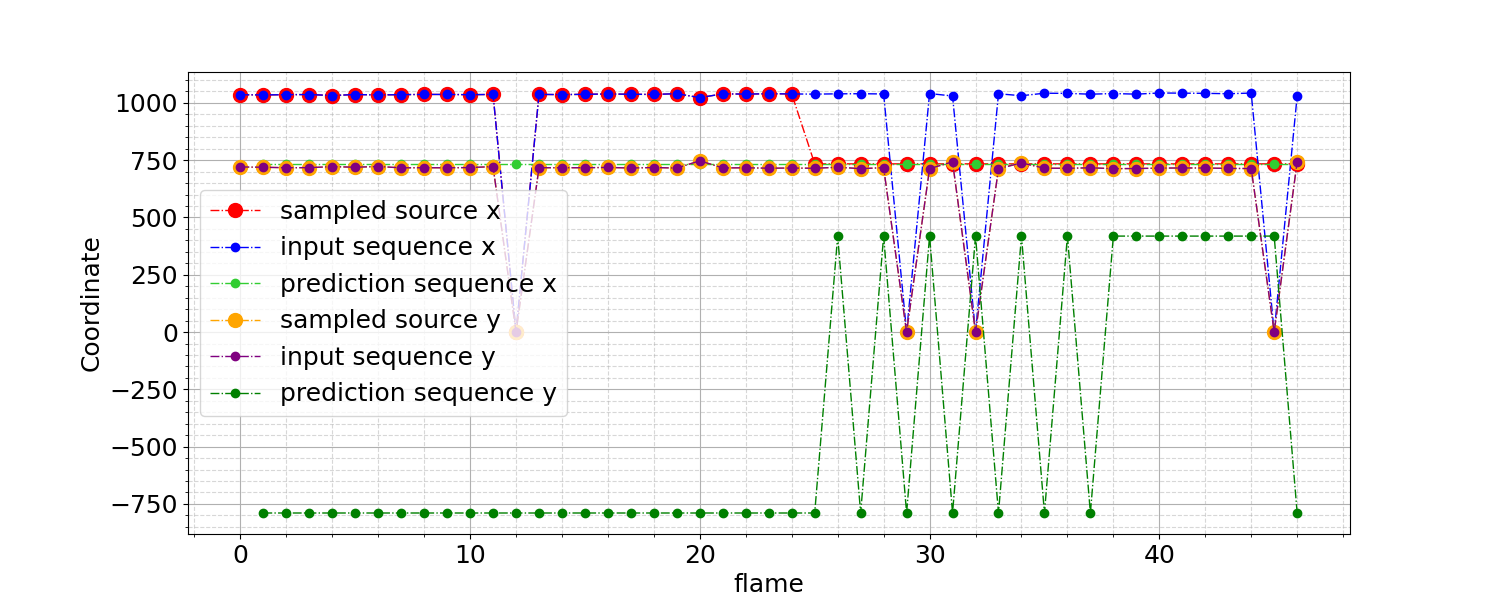 1000
750
500
250
0
−250
−500
−750
Coordinate
sampled source x
input sequence x
prediction sequence x
sampled source y
input sequence y
prediction sequence y
0 10 20 30 40
flame